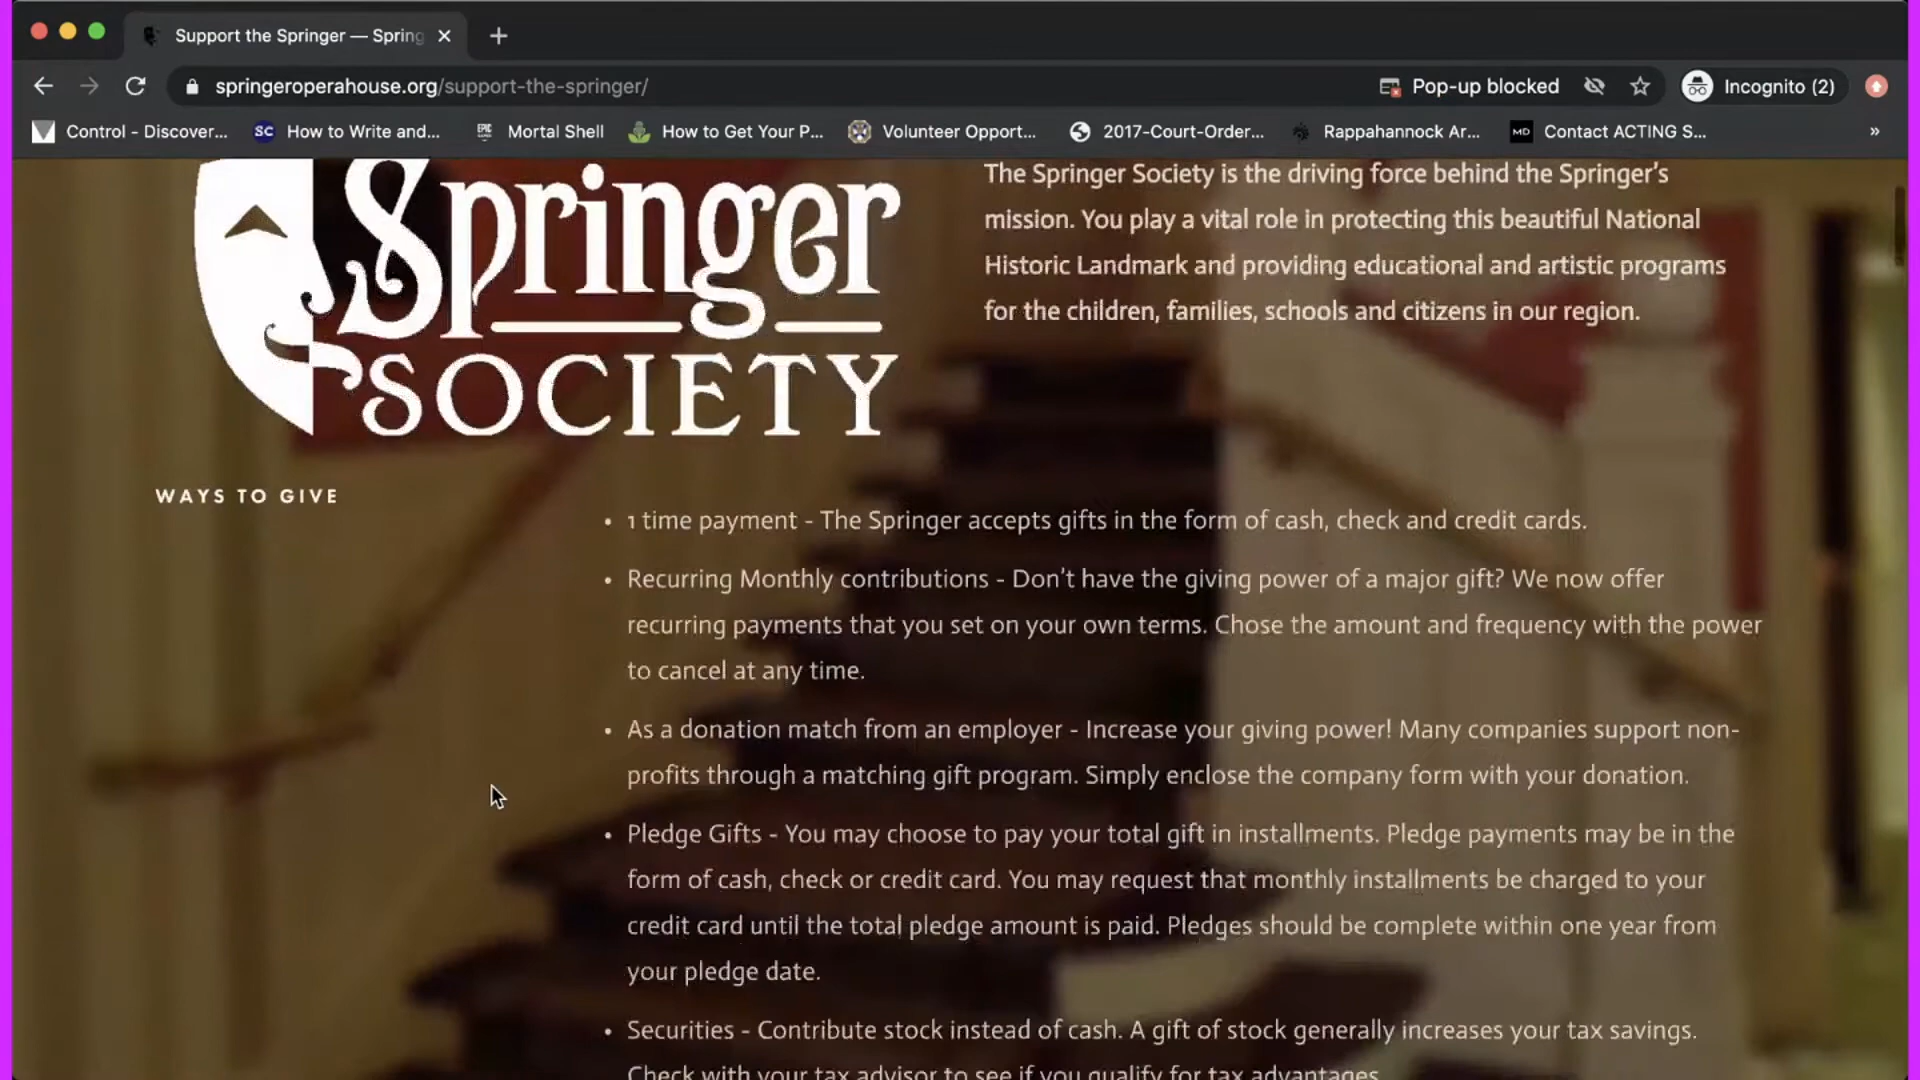 Support the Springer — Spring
springeroperahouse.org/support-the-springer/
Pop-up blocked
Incognito (2)
Control - Discover...
SC
How to Write and...
EPIC
Mortal Shell
How to Get Your P...
Volunteer Opport...
2017-Court-Order...
Rappahannock Ar...
MD
Contact ACTING S...
»
Springer
SOCIETY
The Springer Society is the driving force behind the Springer's
mission. You play a vital role in protecting this beautiful National
Historic Landmark and providing educational and artistic programs
for the children, families, schools and citizens in our region.
WAYS TO GIVE
• 1 time payment - The Springer accepts gifts in the form of cash, check and credit cards.
• Recurring Monthly contributions - Don't have the giving power of a major gift? We now offer
recurring payments that you set on your own terms. Chose the amount and frequency with the power
to cancel at any time.
• As a donation match from an employer - Increase your giving power! Many companies support non-
profits through a matching gift program. Simply enclose the company form with your donation.
• Pledge Gifts - You may choose to pay your total gift in installments. Pledge payments may be in the
form of cash, check or credit card. You may request that monthly installments be charged to your
credit card until the total pledge amount is paid. Pledges should be complete within one year from
your pledge date.
• Securities - Contribute stock instead of cash. A gift of stock generally increases your tax savings.
Check with your tax advisor to see if you qualify for tax advantages.